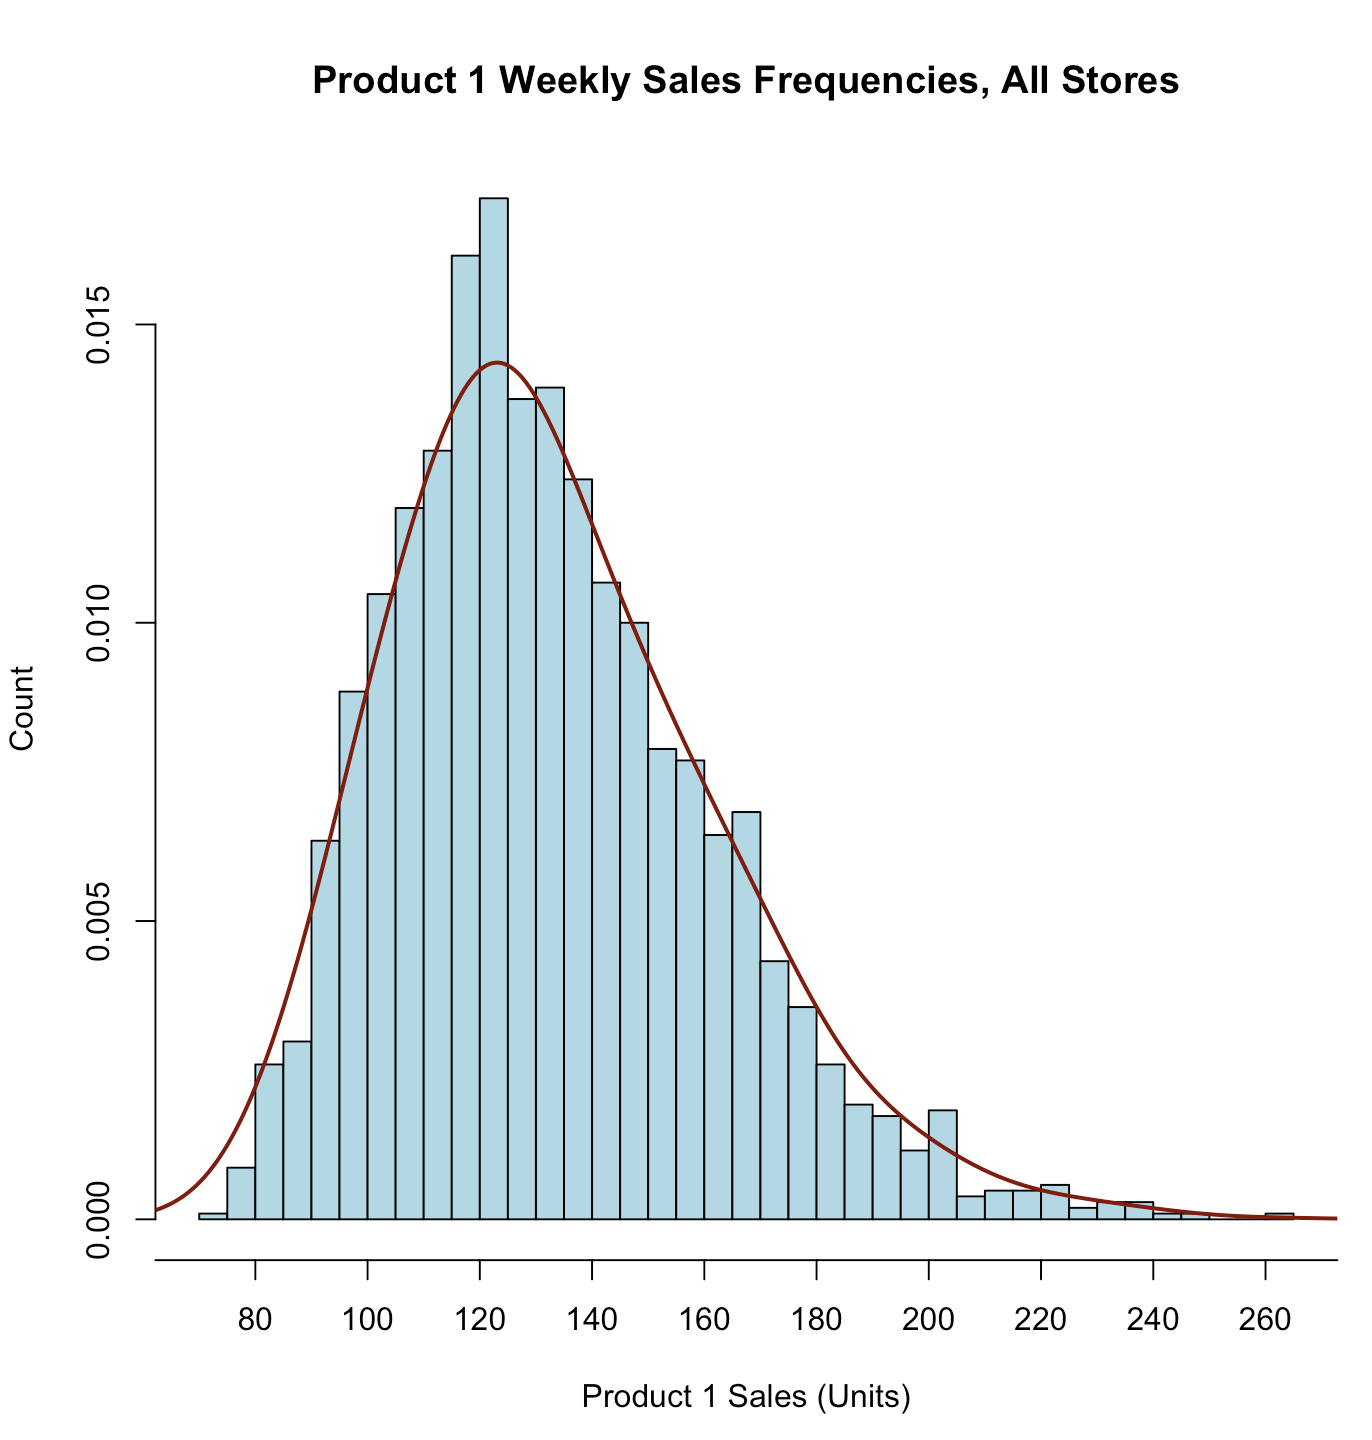 Product 1 Weekly Sales Frequencies, All Stores
0.015
0.010
0.005
0.000
Count
80 100 120 140 160 180 200 220 240 260
Product 1 Sales (Units)